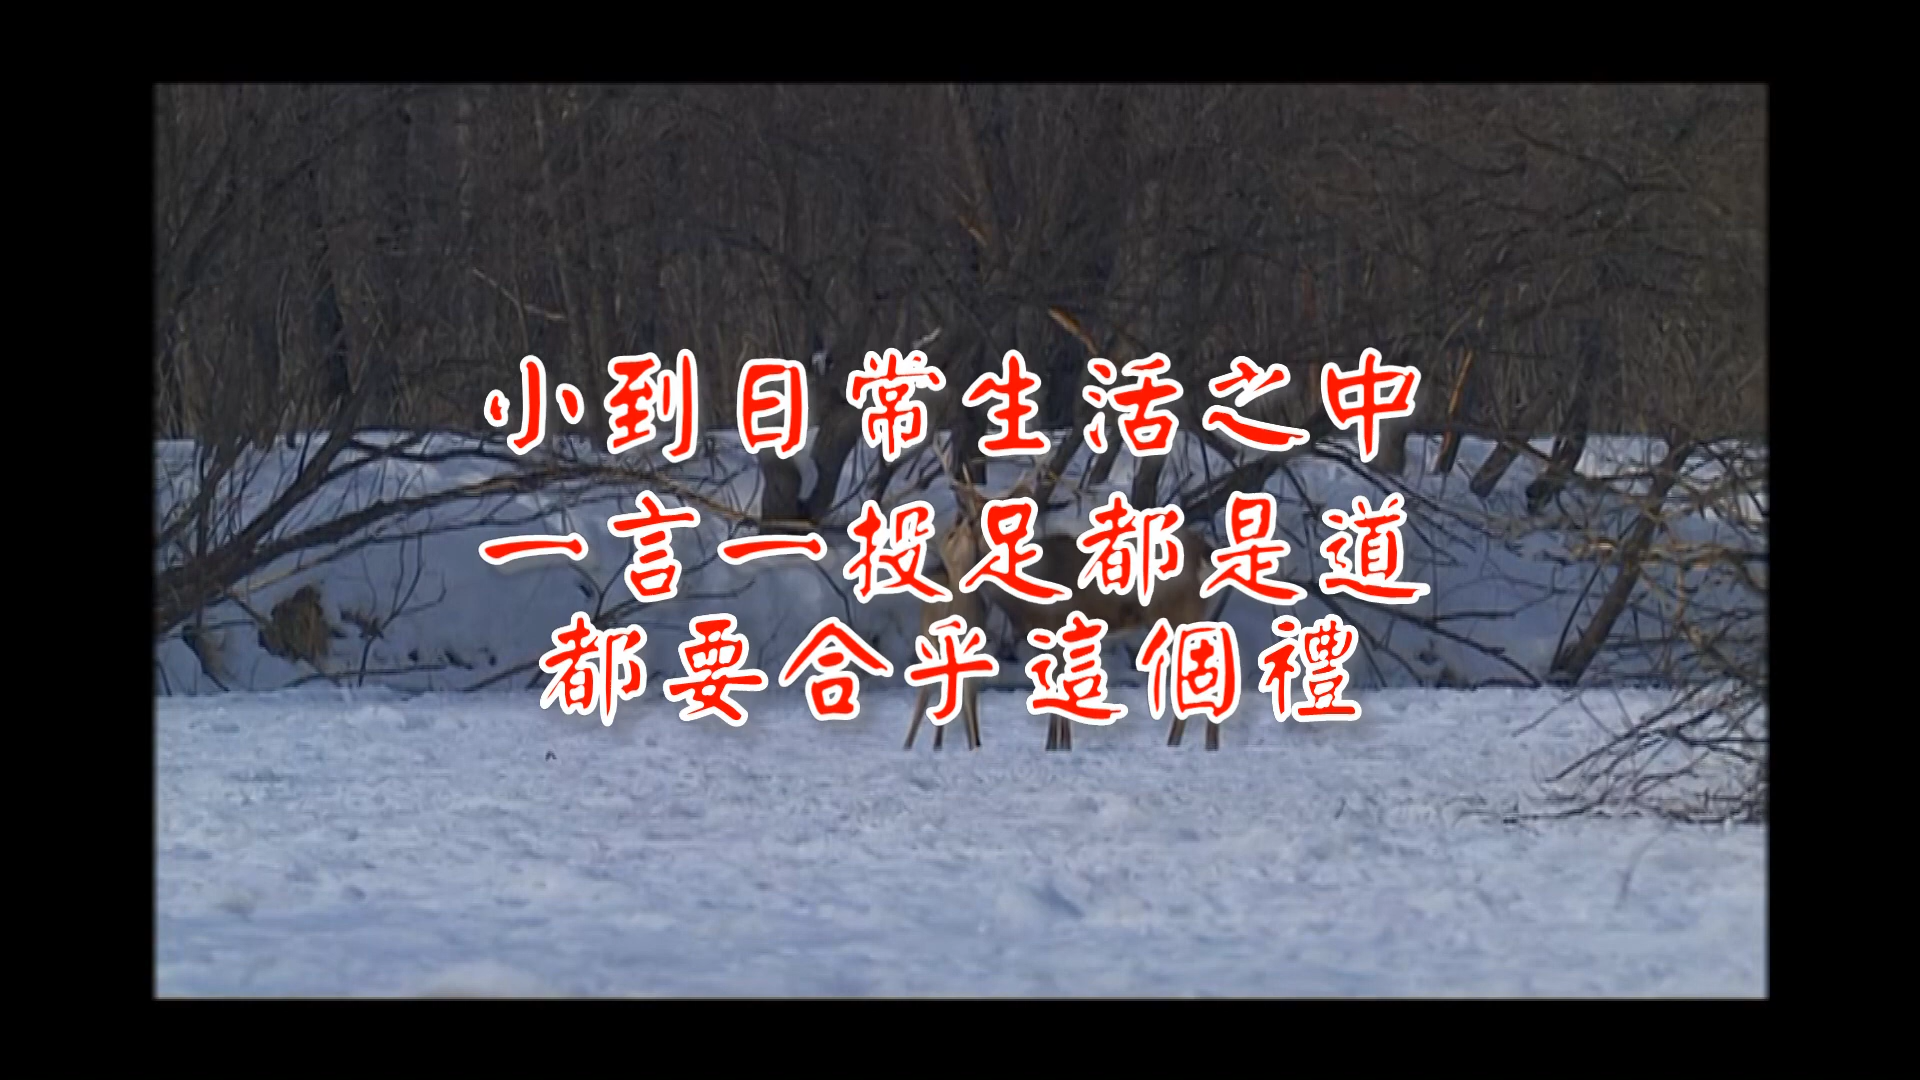 小到日常生活之中
一言一投足都是道
都要合乎這個禮